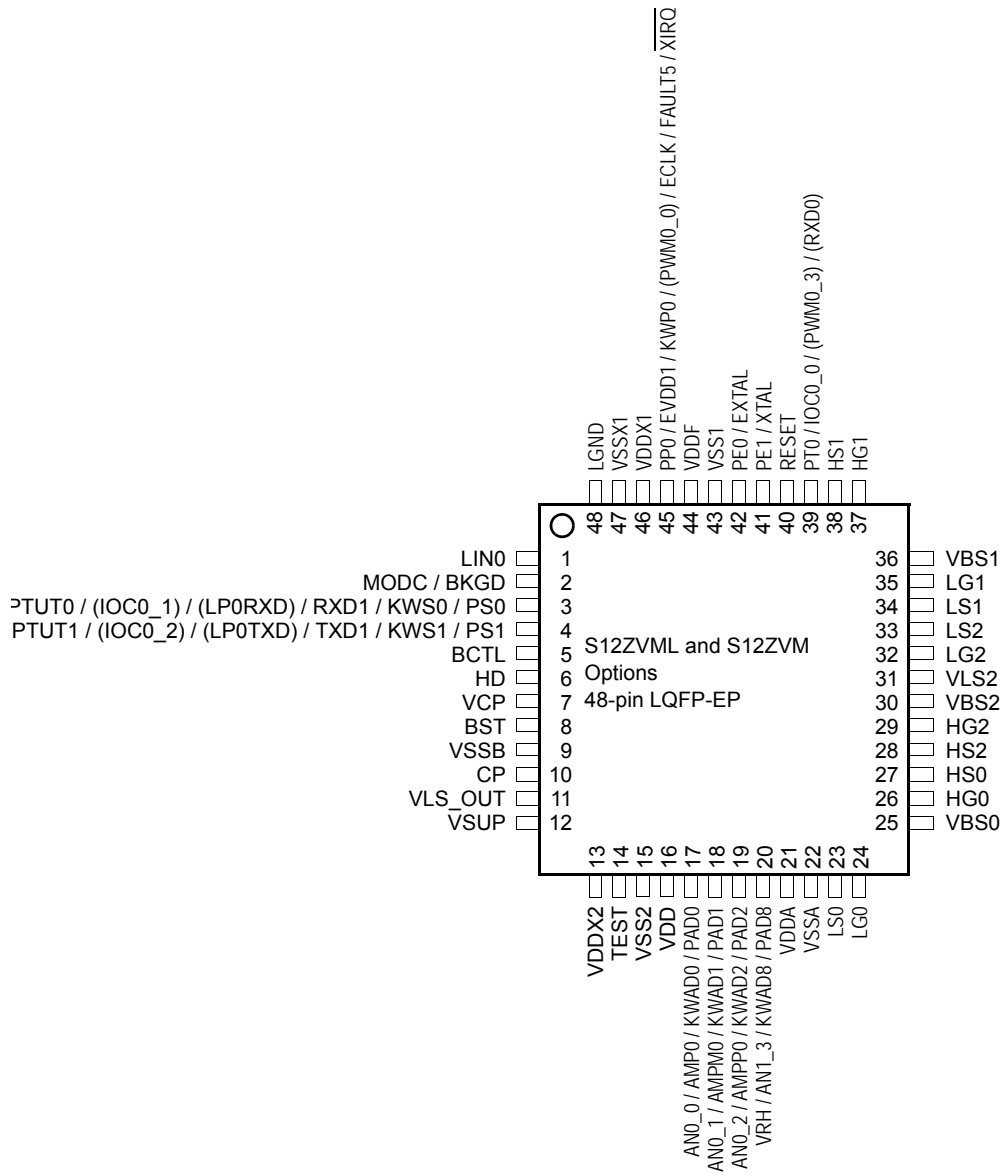 PP0 / EVDD1 / KWP0 / (PWM0_0) / ECLK / FAULT5 / XIRQ
PT0 / IOC0_0 / (PWM0_3) / (RXD0)
LGND
VSSX1
VDDX1
VDDF
VSS1
PE0 / EXTAL
PE1 / XTAL
RESET
HS1
HG1
48
47
46
45
44
43
42
41
40
39
38
37
LIN0 1
MODC / BKGD 2
PTUT0 / (IOC0_1) / (LP0RXD) / RXD1 / KWS0 / PS0 3
PTUT1 / (IOC0_2) / (LP0TXD) / TXD1 / KWS1 / PS1 4
BCTL 5
HD 6
VCP 7
BST 8
VSSB 9
CP 10
VLS_OUT 11
VSUP 12
S12ZVML and S12ZVM
Options
48-pin LQFP-EP
36 VBS1
35 LG1
34 LS1
33 LS2
32 LG2
31 VLS2
30 VBS2
29 HG2
28 HS2
27 HS0
26 HG0
25 VBS0
13
14
15
16
17
18
19
20
21
22
23
24
VDDX2
TEST
VSS2
VDD
AN0_0 / AMP0 / KWAD0 / PAD0
AN0_1 / AMPM0 / KWAD1 / PAD1
AN0_2 / AMPP0 / KWAD2 / PAD2
VRH / AN1_3 / KWAD8 / PAD8
VDDA
VSSA
LS0
LG0